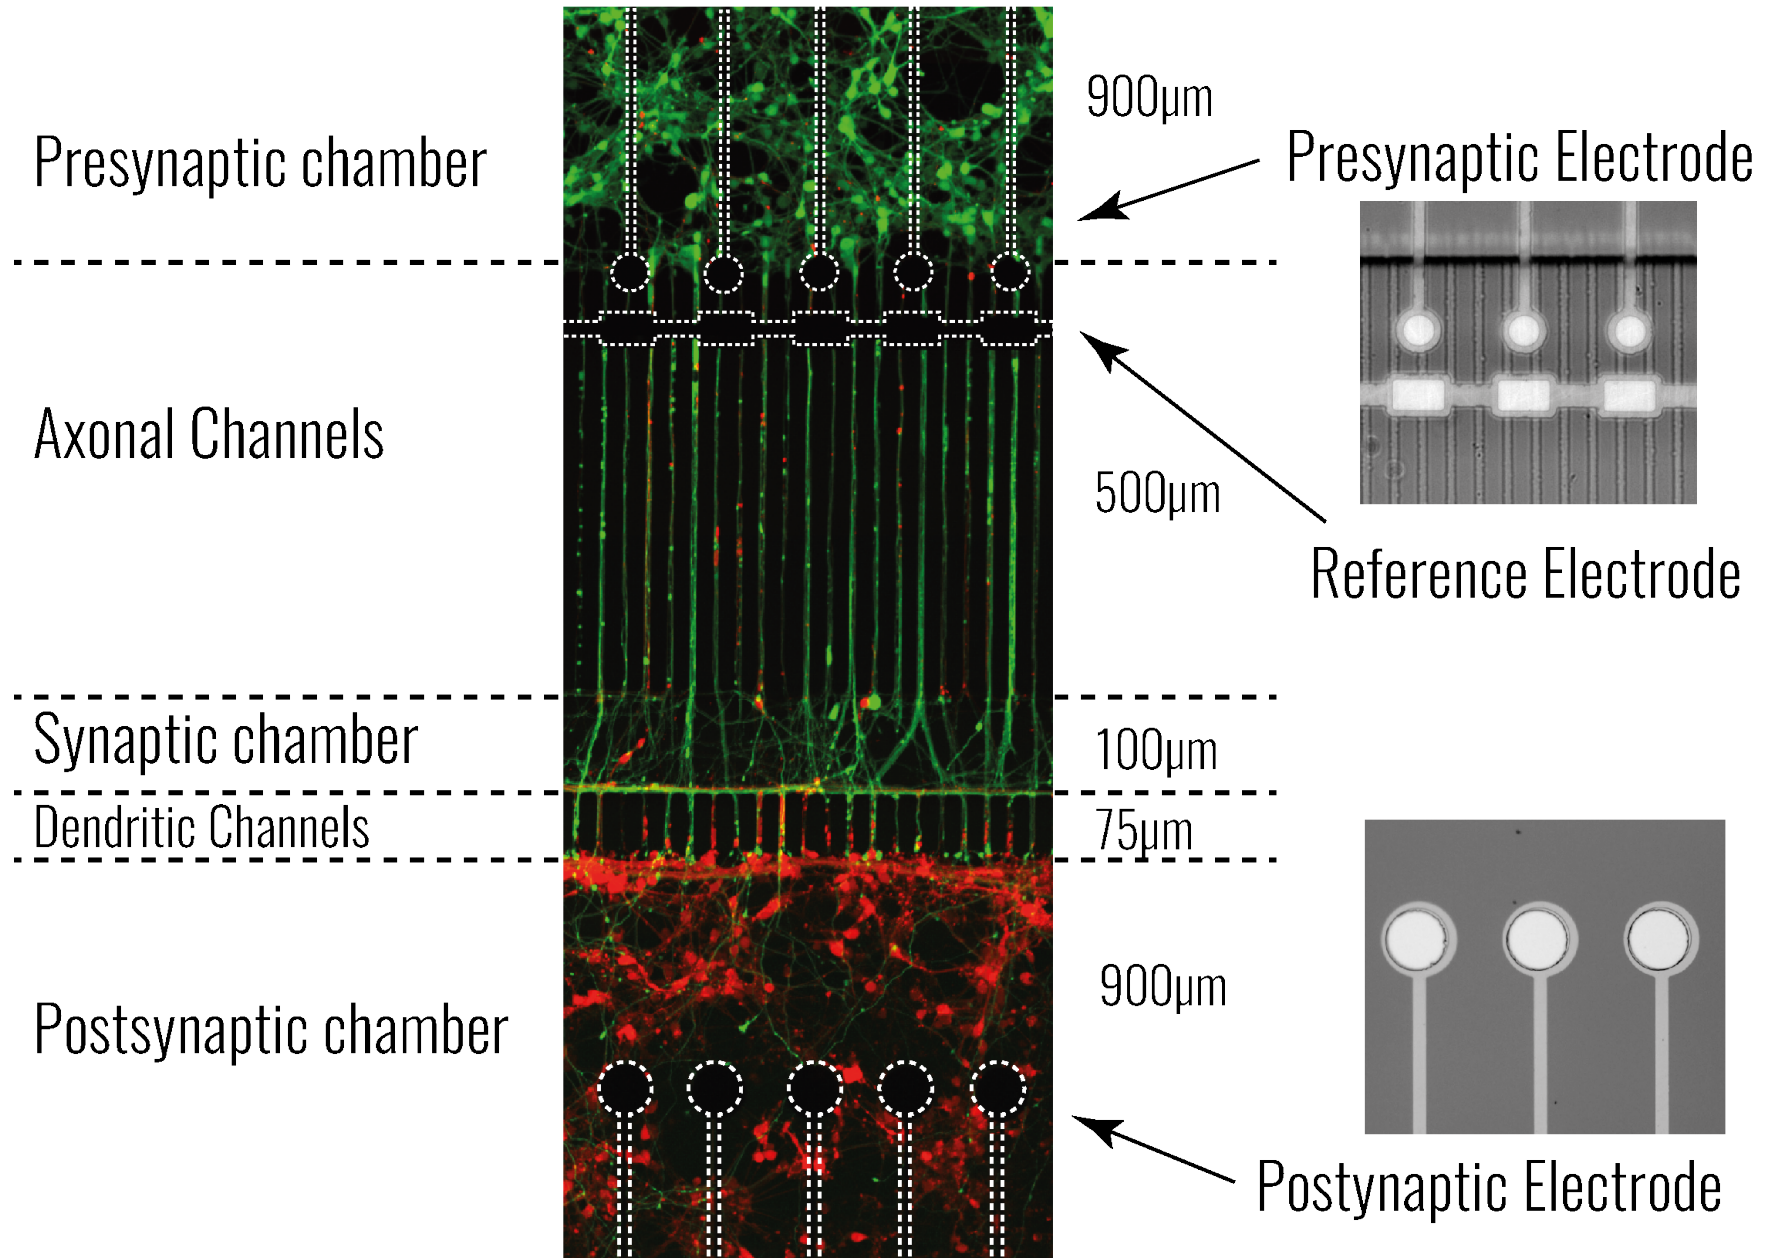 900µm
Presynaptic chamber
Presynaptic Electrode
Axonal Channels
500µm
Reference Electrode
Synaptic chamber
100µm
Dendritic Channels
75µm
900µm
Postsynaptic chamber
Postynaptic Electrode